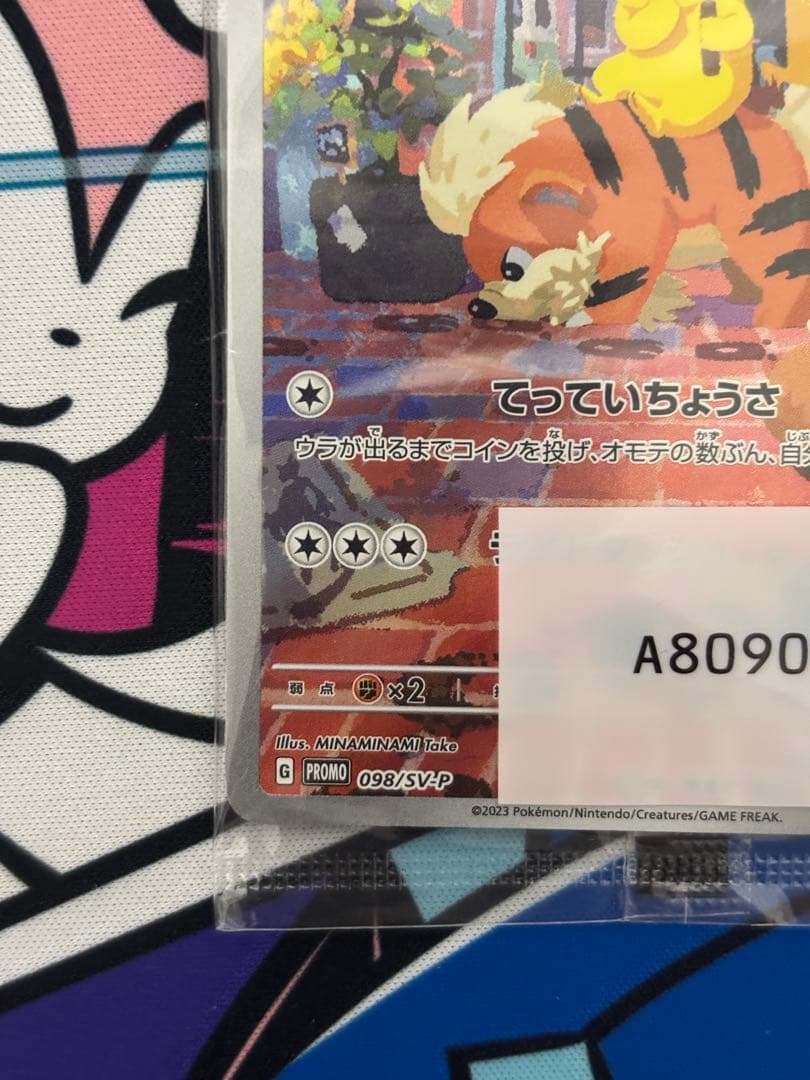 てっていちょうさ
ウラが出るまでコインを投げ、オモテの数ぶん、自
A8090
弱点 ×2
Illus. MINAMINAMI Take
G PROMO 098/SV-P
©2023 Pokémon/Nintendo/Creatures/GAME FREAK.